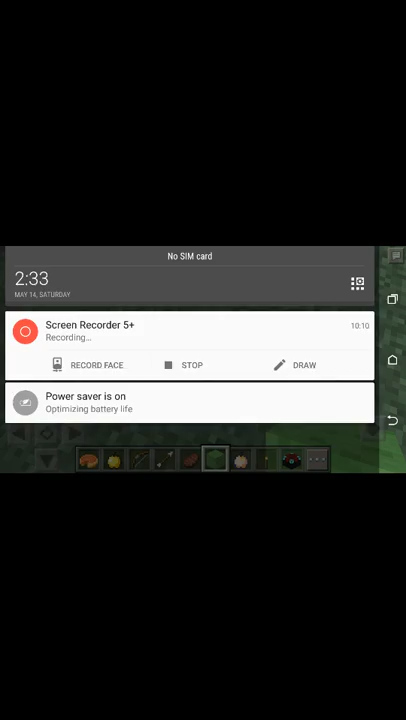 No SIM card
2:33
MAY 14, SATURDAY
Screen Recorder 5+
10:10
Recording...
RECORD FACE
STOP
DRAW
Power saver is on
Optimizing battery life